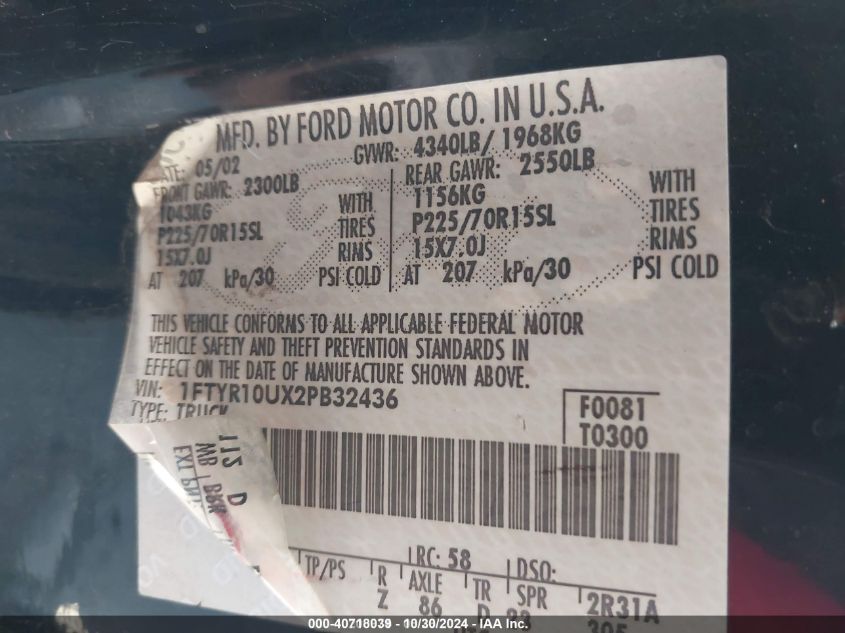 MFD. BY FORD MOTOR CO. IN U.S.A.
DATE: 05/02 GVWR: 4340LB/ 1968KG
FRONT GAWR: 2300LB REAR GAWR: 2550LB
1043KG WITH 1156KG WITH
P225/70R15SL TIRES P225/70R15SL TIRES
15X7.0J RIMS 15X7.0J RIMS
AT 207 kPa/30 PSI COLD AT 207 kPa/30 PSI COLD
THIS VEHICLE CONFORMS TO ALL APPLICABLE FEDERAL MOTOR
VEHICLE SAFETY AND THEFT PREVENTION STANDARDS IN
EFFECT ON THE DATE OF MANUFACTURE SHOWN ABOVE.
VIN: 1FTYR10UX2PB32436 F0081
TYPE: TRUCK T0300
TP/PS RC: 58 DSO:
R AXLE TR SPR 2R31A
Z 86 D 305
000-40718039 - 10/30/2024 - IAA Inc.